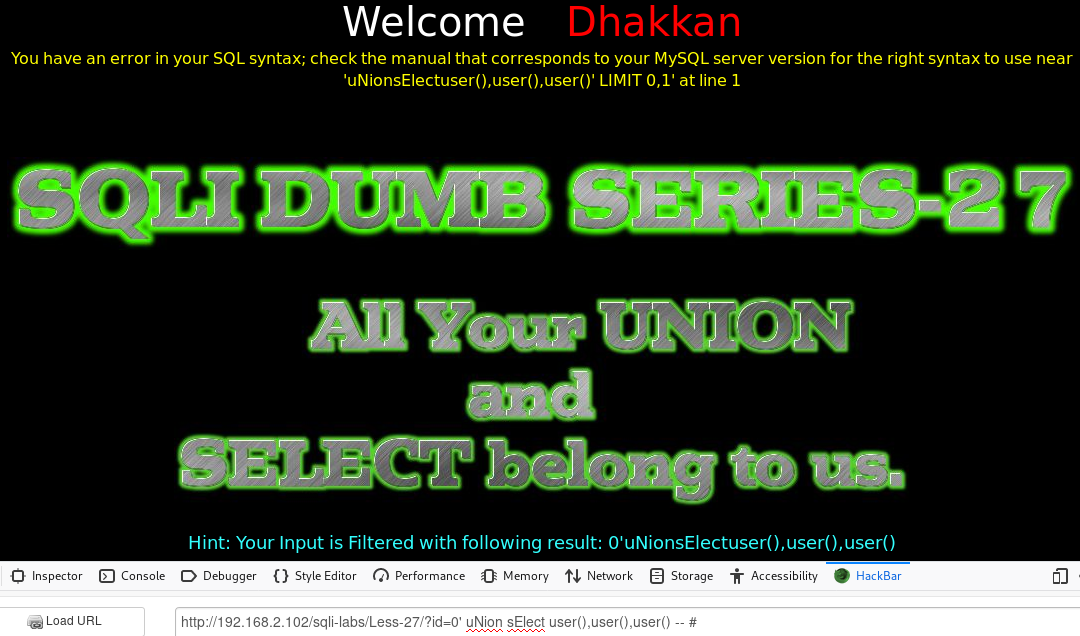 Welcome Dhakkan
You have an error in your SQL syntax; check the manual that corresponds to your MySQL server version for the right syntax to use near
'uNionsElectuser(),user(),user()' LIMIT 0,1' at line 1
SQLI DUMB SERIES-27
All Your UNION
and
SELECT belong to us.
Hint: Your Input is Filtered with following result: 0'uNionsElectuser(),user(),user()
Inspector Console Debugger Style Editor Performance Memory Network Storage Accessibility HackBar
Load URL http://192.168.2.102/sqli-labs/Less-27/?id=0' uNion sElect user(),user(),user() -- #